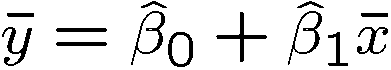 ȳ = β̂₀ + β̂₁x̄